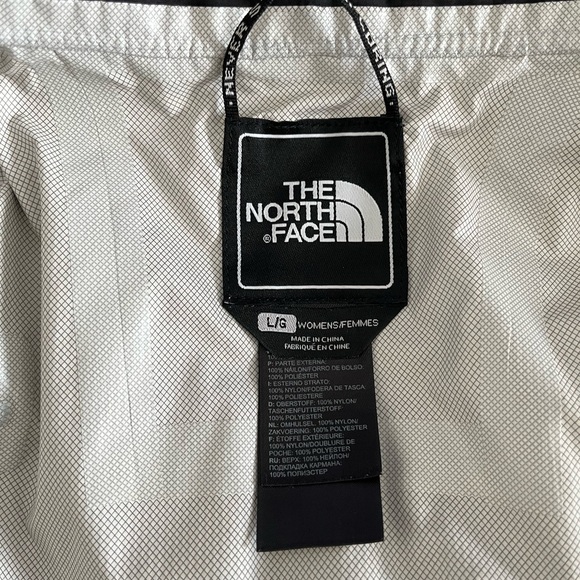 NEVER S
LORING
THE
NORTH
FACE
®
L/G WOMENS/FEMMES
MADE IN CHINA
FABRIQUÉ EN CHINE
100% POLYESTER
P: PARTE EXTERNA:
100% NÁILON/FORRO DE BOLSO:
100% POLIÉSTER
I: ESTERNO STRATO:
100% NYLON/FODERA DI TASCA:
100% POLIESTERE
D: OBERSTOFF: 100% NYLON/
TASCHENFUTTERSTOFF
100% POLYESTER
NL: OMHULSEL: 100% NYLON/
ZAKVOERING: 100% POLYESTER
F: ÉTOFFE EXTÉRIEURE:
100% NYLON/DOUBLURE DE
POCHE: 100% POLYESTER
RU: ВЕРХ: 100% НЕЙЛОН/
ПОДКЛАДКА КАРМАНА:
100% ПОЛИЭСТЕР